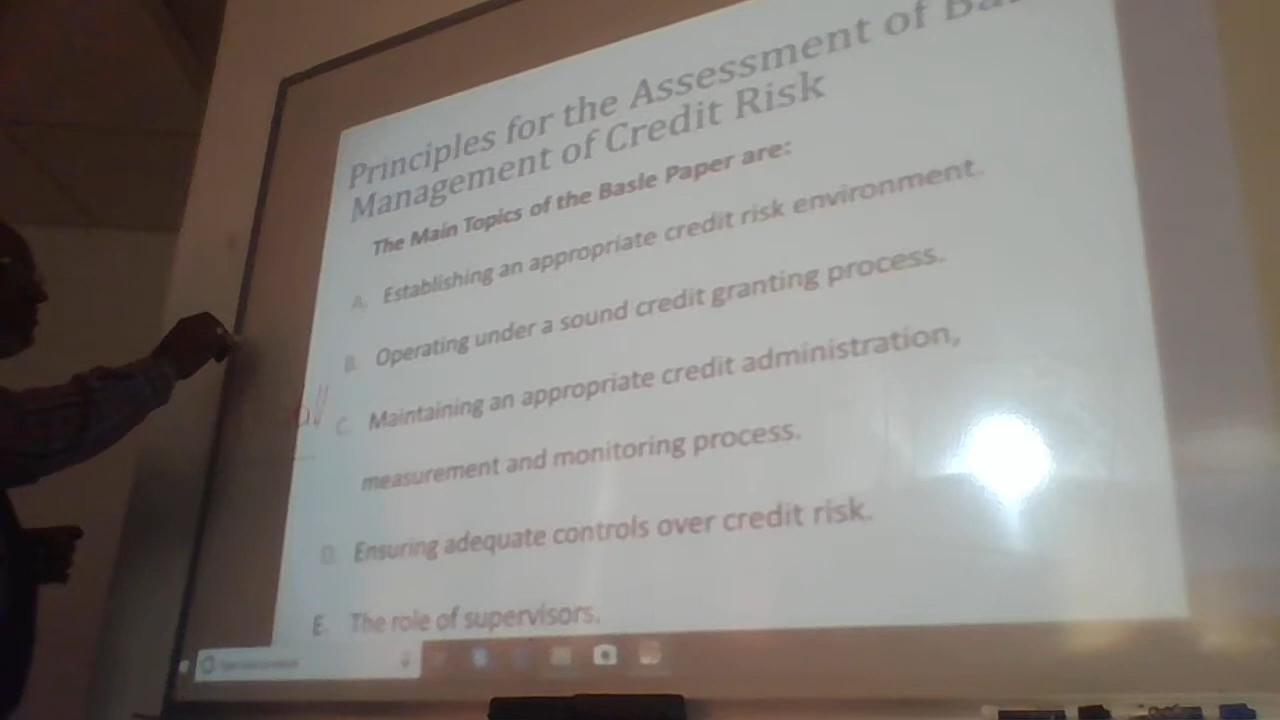 Principles for the Assessment of
Management of Credit Risk
The Main Topics of the Basle Paper are:
A. Establishing an appropriate credit risk environment.
B. Operating under a sound credit granting process.
C. Maintaining an appropriate credit administration,
measurement and monitoring process.
D. Ensuring adequate controls over credit risk.
E. The role of supervisors.